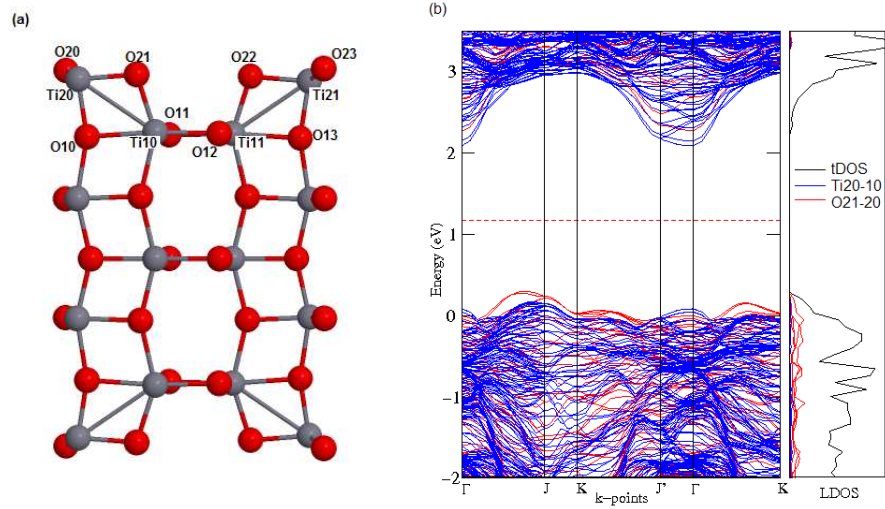 (a)
O20
O21
O22
O23
Ti20
Ti21
O11
O10
Ti10
O12
Ti11
O13
(b)
3
2
1
0
−1
−2
Energy (eV)
Γ
J
K
J'
Γ
K
k−points
tDOS
Ti20-10
O21-20
LDOS